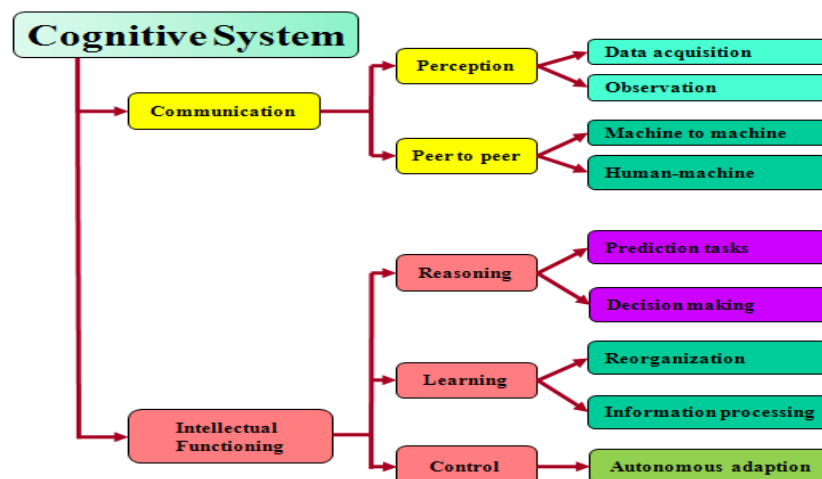 Cognitive System
Communication
Perception
Data acquisition
Observation
Peer to peer
Machine to machine
Human-machine
Intellectual
Functioning
Reasoning
Prediction tasks
Decision making
Learning
Reorganization
Information processing
Control
Autonomous adaption